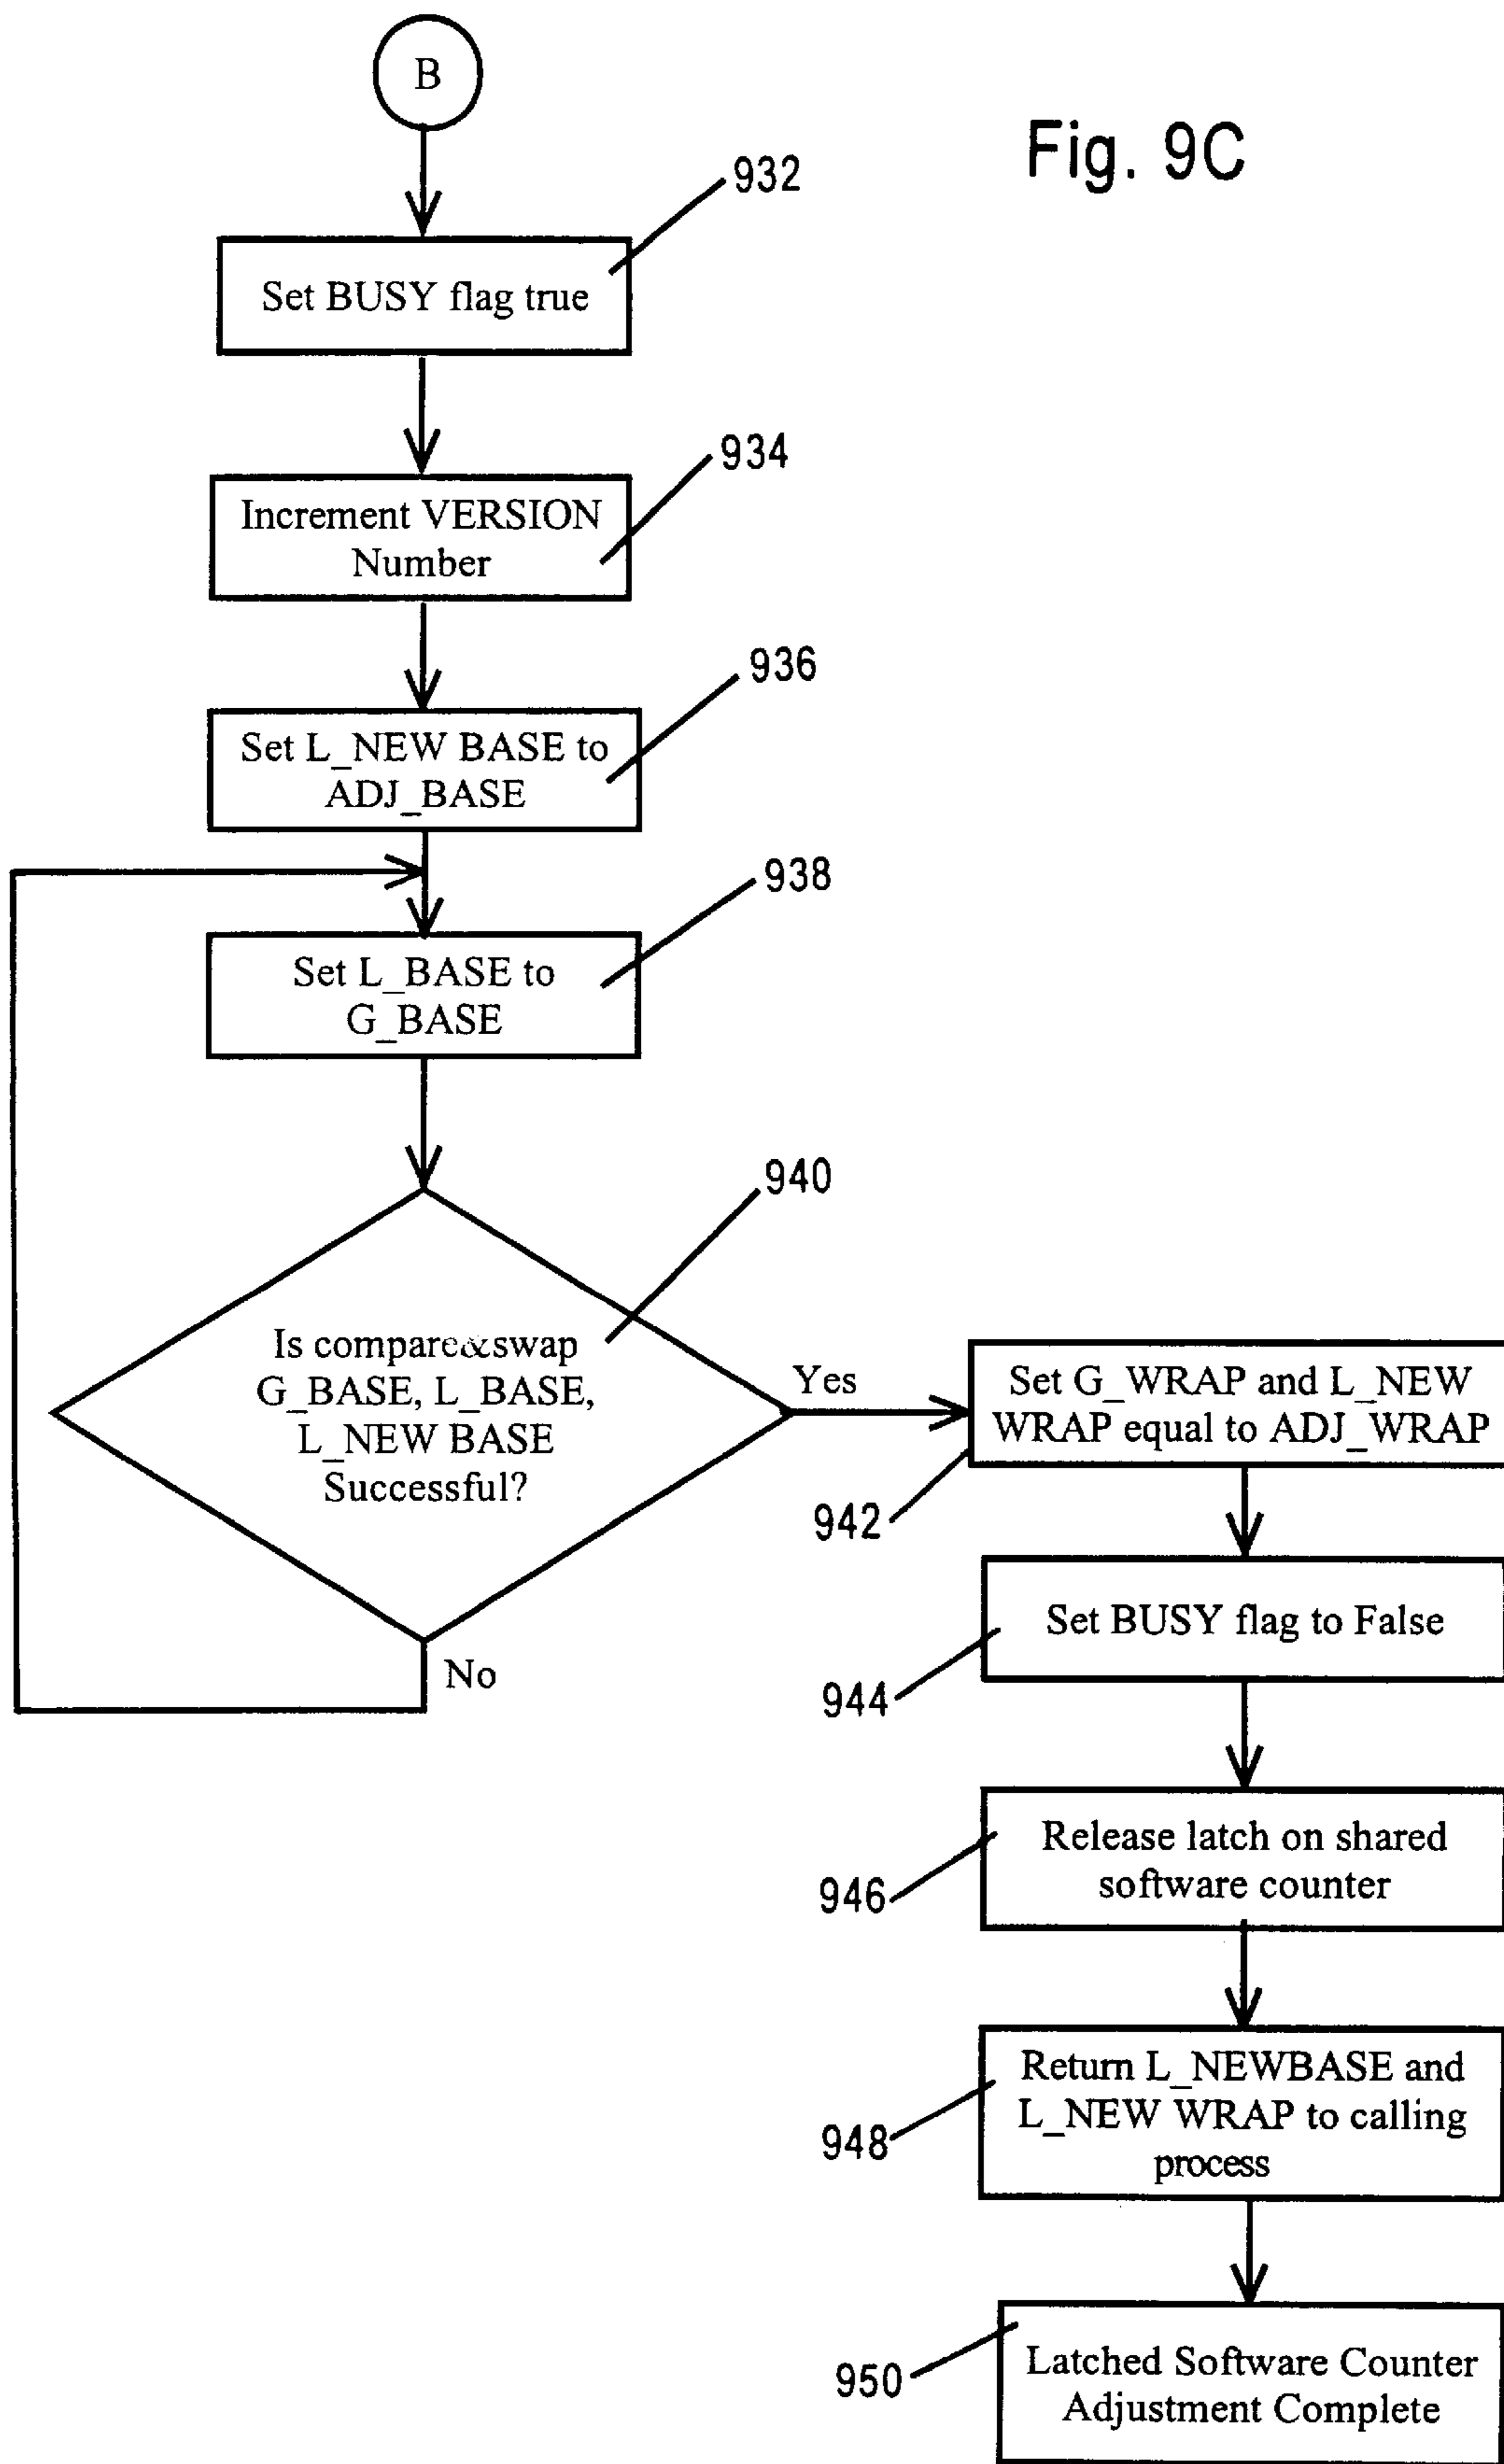 B
Fig. 9C
932
Set BUSY flag true
934
Increment VERSION
Number
936
Set L_NEW BASE to
ADJ_BASE
938
Set L_BASE to
G_BASE
940
Is compare&swap
G_BASE, L_BASE,
L_NEW BASE
Successful?
Yes
No
Set G_WRAP and L_NEW
WRAP equal to ADJ_WRAP
942
Set BUSY flag to False
944
Release latch on shared
software counter
946
Return L_NEWBASE and
L_NEW WRAP to calling
process
948
Latched Software Counter
Adjustment Complete
950